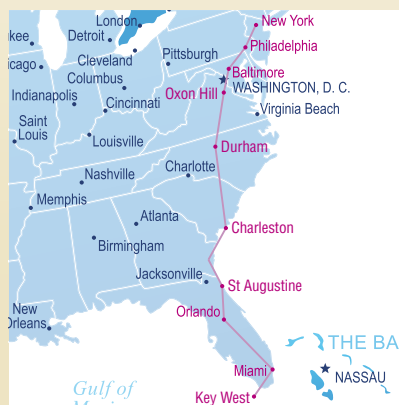 London
New York
kee
Detroit
Philadelphia
Cleveland
Pittsburgh
icago
Columbus
Baltimore
WASHINGTON, D. C.
Indianapolis
Oxon Hill
Cincinnati
Virginia Beach
Saint
Louis
Louisville
Durham
Nashville
Charlotte
Memphis
Atlanta
Charleston
Birmingham
Jacksonville
St Augustine
New
Orleans
Orlando
THE BA
Miami
NASSAU
Gulf of
Key West